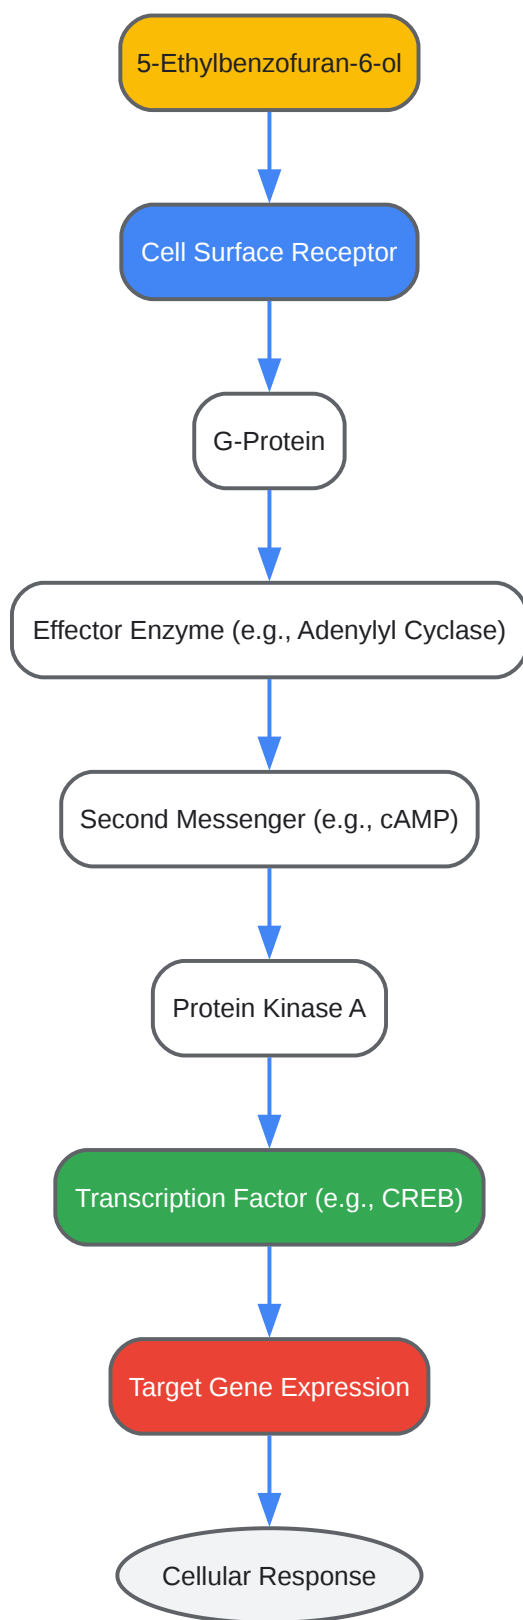 5-Ethylbenzofuran-6-ol
Cell Surface Receptor
G-Protein
Effector Enzyme (e.g., Adenylyl Cyclase)
Second Messenger (e.g., cAMP)
Protein Kinase A
Transcription Factor (e.g., CREB)
Target Gene Expression
Cellular Response